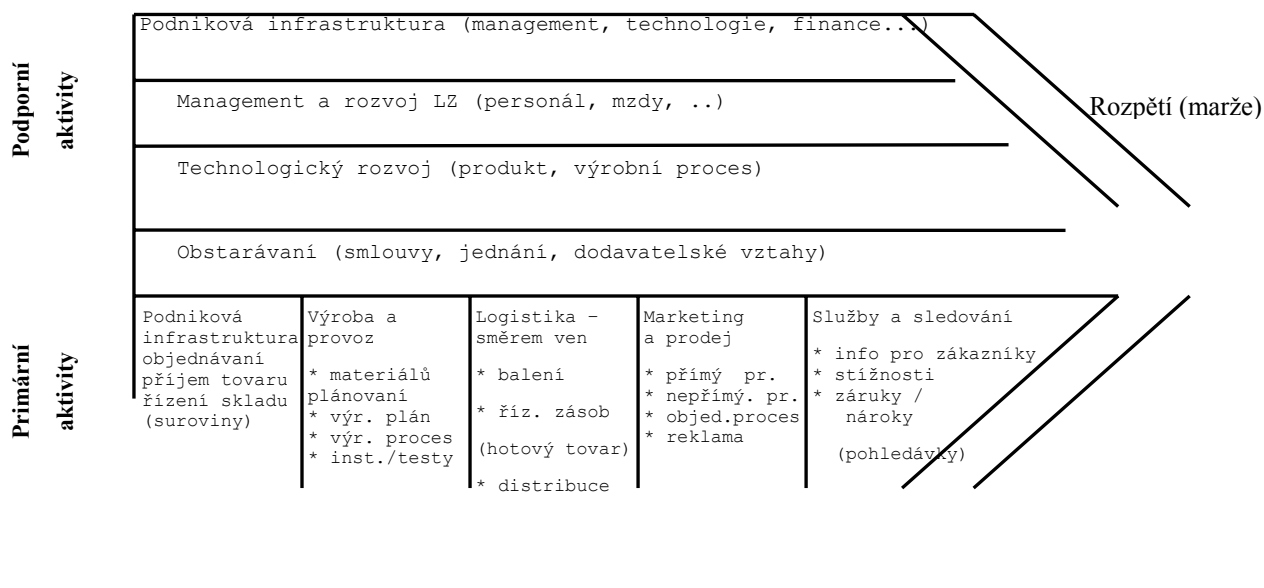 Podniková infrastruktura (management, technologie, finance...)
Podporní
aktivity
Management a rozvoj LZ (personál, mzdy, ..)
Rozpětí (marže)
Technologický rozvoj (produkt, výrobní proces)
Obstarávaní (smlouvy, jednání, dodavatelské vztahy)
Primární
aktivity
Podniková
infrastruktura
objednávaní
příjem tovaru
řízení skladu
(suroviny)
Výroba a
provoz
* materiálů
plánovaní
* výr. plán
* výr. proces
* inst./testy
Logistika –
směrem ven
* balení
* říz. zásob
(hotový tovar)
* distribuce
Marketing
a prodej
* přímý pr.
* nepřímý. pr.
* objed.proces
* reklama
Služby a sledování
* info pro zákazníky
* stížnosti
* záruky /
nároky
(pohledávky)